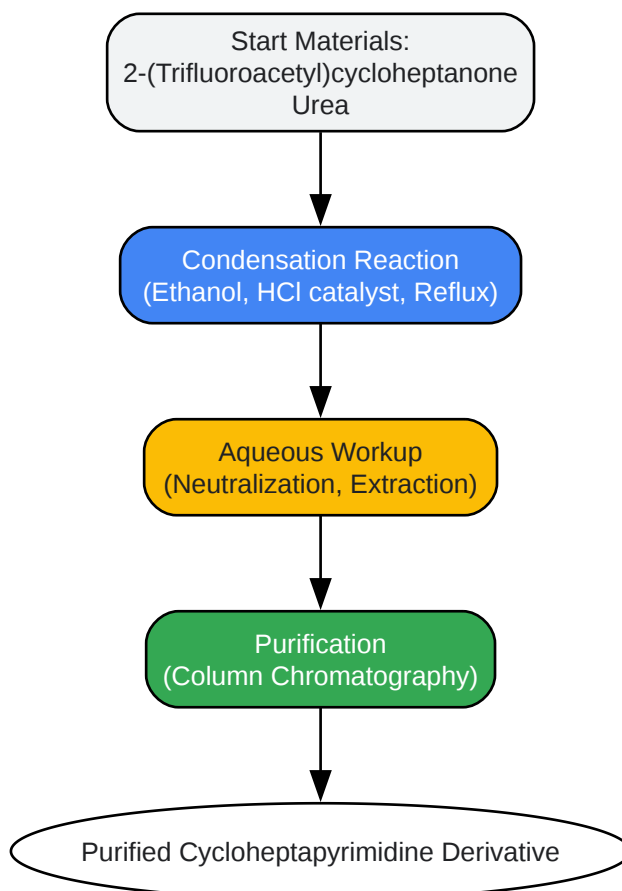 Start Materials:
2-(Trifluoroacetyl)cycloheptanone
Urea
Condensation Reaction
(Ethanol, HCl catalyst, Reflux)
Aqueous Workup
(Neutralization, Extraction)
Purification
(Column Chromatography)
Purified Cycloheptapyrimidine Derivative